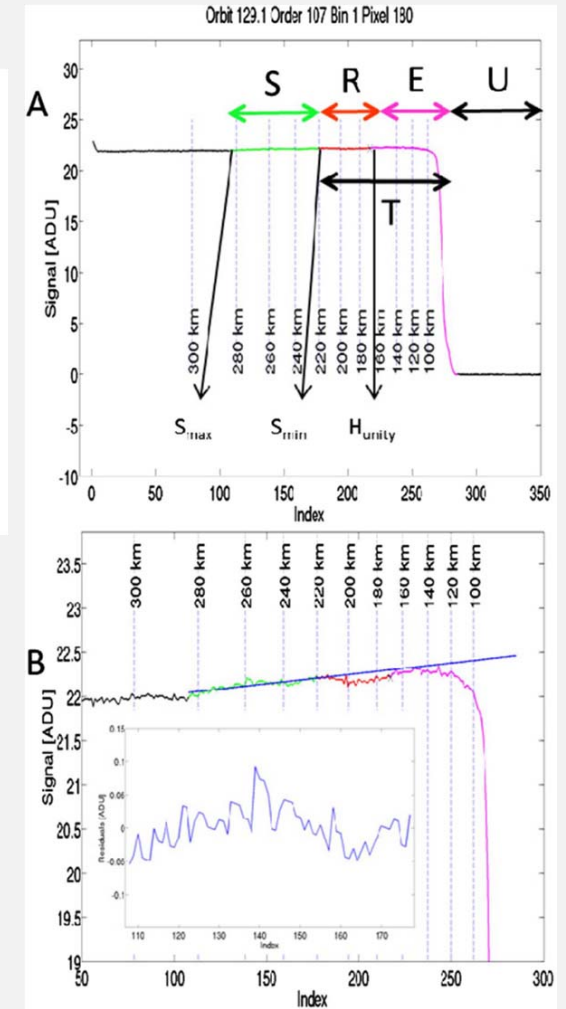 Orbit 129.1 Order 107 Bin 1 Pixel 180
A
S R E U
T
30
25
20
15
10
5
0
-5
-10
Signal [ADU]
300 km
280 km
260 km
240 km
220 km
200 km
180 km
160 km
140 km
120 km
100 km
Smax Smin Hunity
0 50 100 150 200 250 300 350
Index
B
23.5
23
22.5
22
21.5
21
20.5
20
19.5
19
Signal [ADU]
300 km
280 km
260 km
240 km
220 km
200 km
180 km
160 km
140 km
120 km
100 km
0.15
0.1
0.05
0
-0.05
-0.1
Residuals [ADU]
110 120 130 140 150 160 170
Index
50 100 150 200 250 300
Index